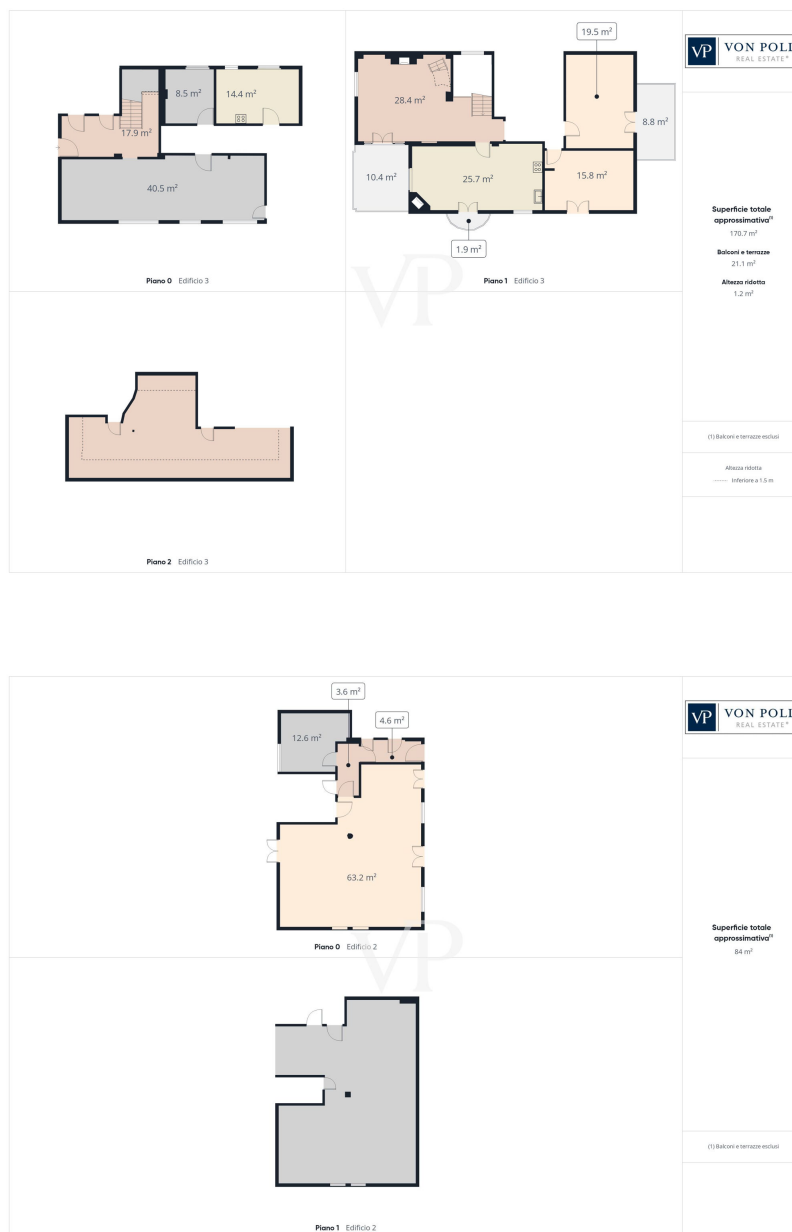 8.5 m²
14.4 m²
17.9 m²
40.5 m²
Piano 0 Edificio 3
19.5 m²
28.4 m²
8.8 m²
10.4 m²
25.7 m²
15.8 m²
1.9 m²
Piano 1 Edificio 3
VP
Piano 2 Edificio 3
VP VON POLL
REAL ESTATE®
Superficie totale
approssimativa⁽¹⁾
170.7 m²
Balconi e terrazze
21.1 m²
Altezza ridotta
1.2 m²
(1) Balconi e terrazze esclusi
Altezza ridotta
Inferiore a 1.5 m
3.6 m²
4.6 m²
12.6 m²
63.2 m²
Piano 0 Edificio 2
VP
Piano 1 Edificio 2
VP VON POLL
REAL ESTATE®
Superficie totale
approssimativa⁽¹⁾
84 m²
(1) Balconi e terrazze esclusi